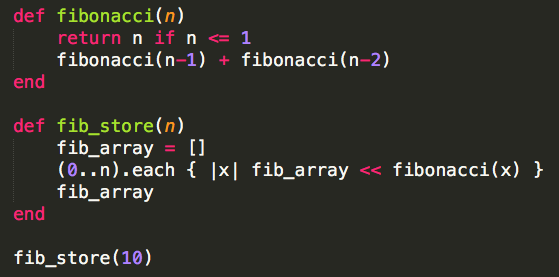 def fibonacci(n)
    return n if n <= 1
    fibonacci(n-1) + fibonacci(n-2)
end

def fib_store(n)
    fib_array = []
    (0..n).each { |x| fib_array << fibonacci(x) }
    fib_array
end

fib_store(10)